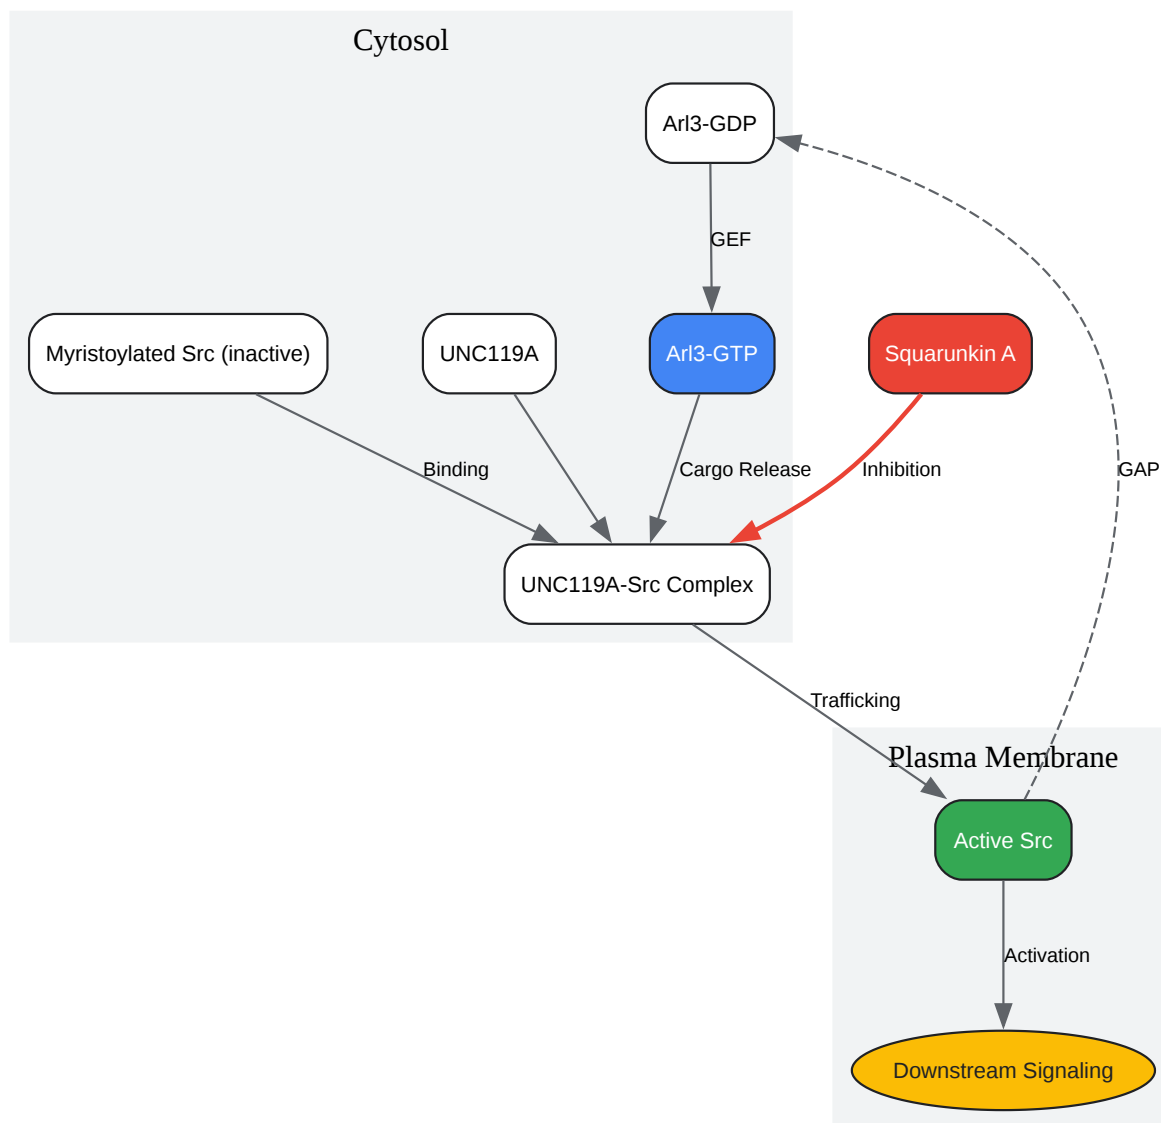 Cytosol
Arl3-GDP
GEF
Myristoylated Src (inactive)
UNC119A
Arl3-GTP
Squarunkin A
Binding
Cargo Release
Inhibition
GAP
UNC119A-Src Complex
Trafficking
Plasma Membrane
Active Src
Activation
Downstream Signaling